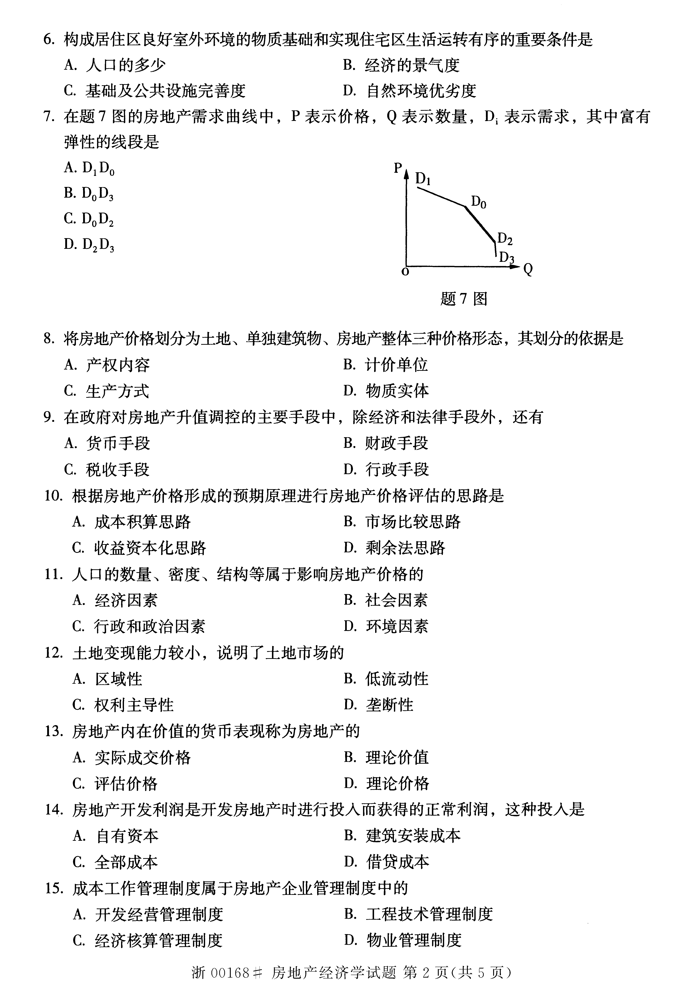 6. 构成居住区良好室外环境的物质基础和实现住宅区生活运转有序的重要条件是
A. 人口的多少 B. 经济的景气度
C. 基础及公共设施完善度 D. 自然环境优劣度
7. 在题7图的房地产需求曲线中，P表示价格，Q表示数量，Dᵢ表示需求，其中富有
弹性的线段是
A. D₁D₀
B. D₀D₃
C. D₀D₂
D. D₂D₃
P
D1
D0
D2
D3
O
Q
题7图
8. 将房地产价格划分为土地、单独建筑物、房地产整体三种价格形态，其划分的依据是
A. 产权内容 B. 计价单位
C. 生产方式 D. 物质实体
9. 在政府对房地产升值调控的主要手段中，除经济和法律手段外，还有
A. 货币手段 B. 财政手段
C. 税收手段 D. 行政手段
10. 根据房地产价格形成的预期原理进行房地产价格评估的思路是
A. 成本积算思路 B. 市场比较思路
C. 收益资本化思路 D. 剩余法思路
11. 人口的数量、密度、结构等属于影响房地产价格的
A. 经济因素 B. 社会因素
C. 行政和政治因素 D. 环境因素
12. 土地变现能力较小，说明了土地市场的
A. 区域性 B. 低流动性
C. 权利主导性 D. 垄断性
13. 房地产内在价值的货币表现称为房地产的
A. 实际成交价格 B. 理论价值
C. 评估价格 D. 理论价格
14. 房地产开发利润是开发房地产时进行投入而获得的正常利润，这种投入是
A. 自有资本 B. 建筑安装成本
C. 全部成本 D. 借贷成本
15. 成本工作管理制度属于房地产企业管理制度中的
A. 开发经营管理制度 B. 工程技术管理制度
C. 经济核算管理制度 D. 物业管理制度
浙 00168# 房地产经济学试题 第 2 页(共 5 页)